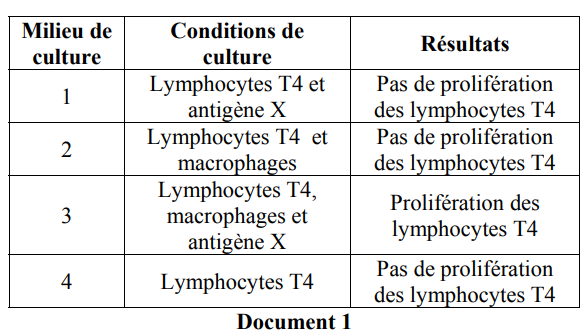 Milieu de culture Conditions de culture Résultats
1 Lymphocytes T4 et antigène X Pas de prolifération des lymphocytes T4
2 Lymphocytes T4 et macrophages Pas de prolifération des lymphocytes T4
3 Lymphocytes T4, macrophages et antigène X Prolifération des lymphocytes T4
4 Lymphocytes T4 Pas de prolifération des lymphocytes T4
Document 1